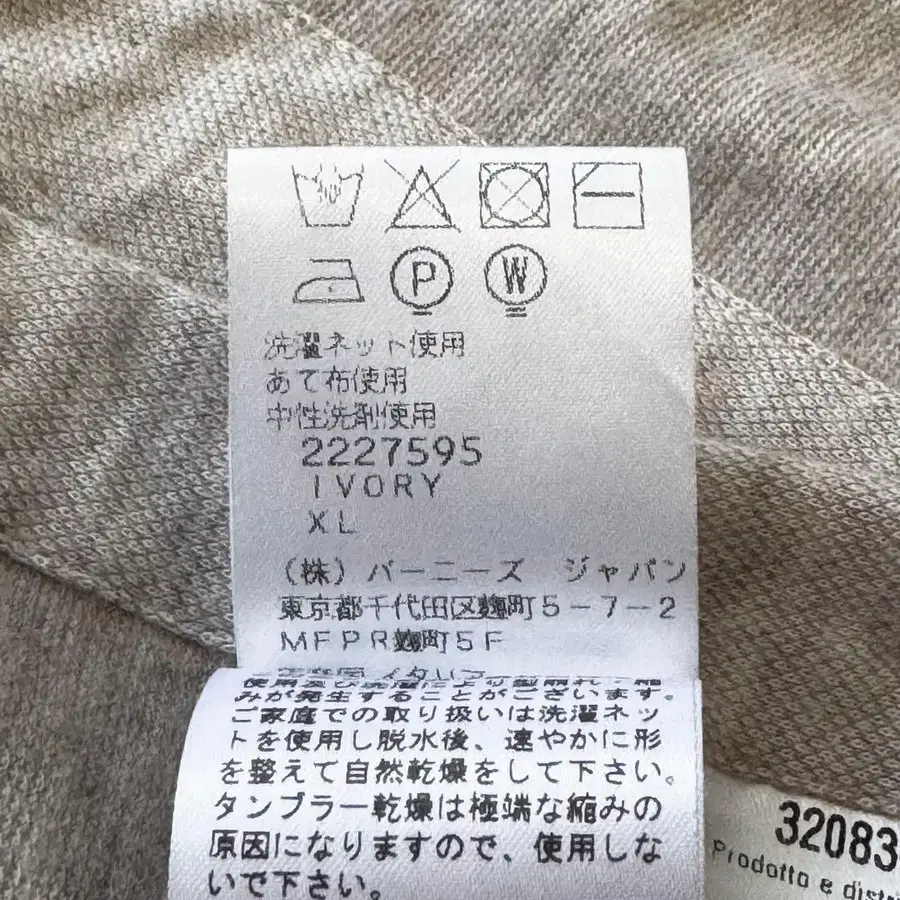 P W
洗濯ネット使用
あて布使用
中性洗剤使用
2227595
IVORY
XL
(株) バーニーズ ジャパン
東京都千代田区麹町5-7-2
MFPR麹町5F
みが発生することがございます。
ご家庭での取り扱いは洗濯ネッ
トを使用し脱水後、速やかに形
を整えて自然乾燥をして下さい。
タンブラー乾燥は極端な縮みの
原因になりますので、使用しな
いで下さい。
32083
Prodotto e distri